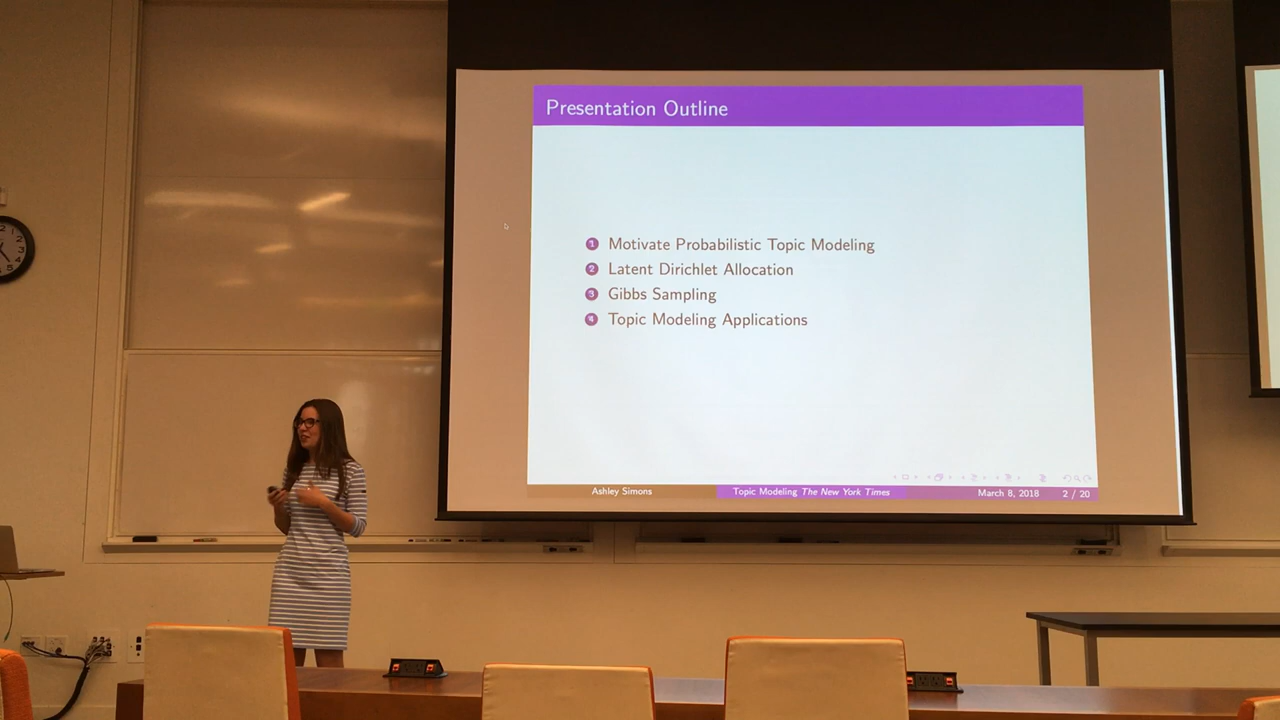 Presentation Outline
1 Motivate Probabilistic Topic Modeling
2 Latent Dirichlet Allocation
3 Gibbs Sampling
4 Topic Modeling Applications
Ashley Simons Topic Modeling The New York Times March 8, 2018 2 / 20